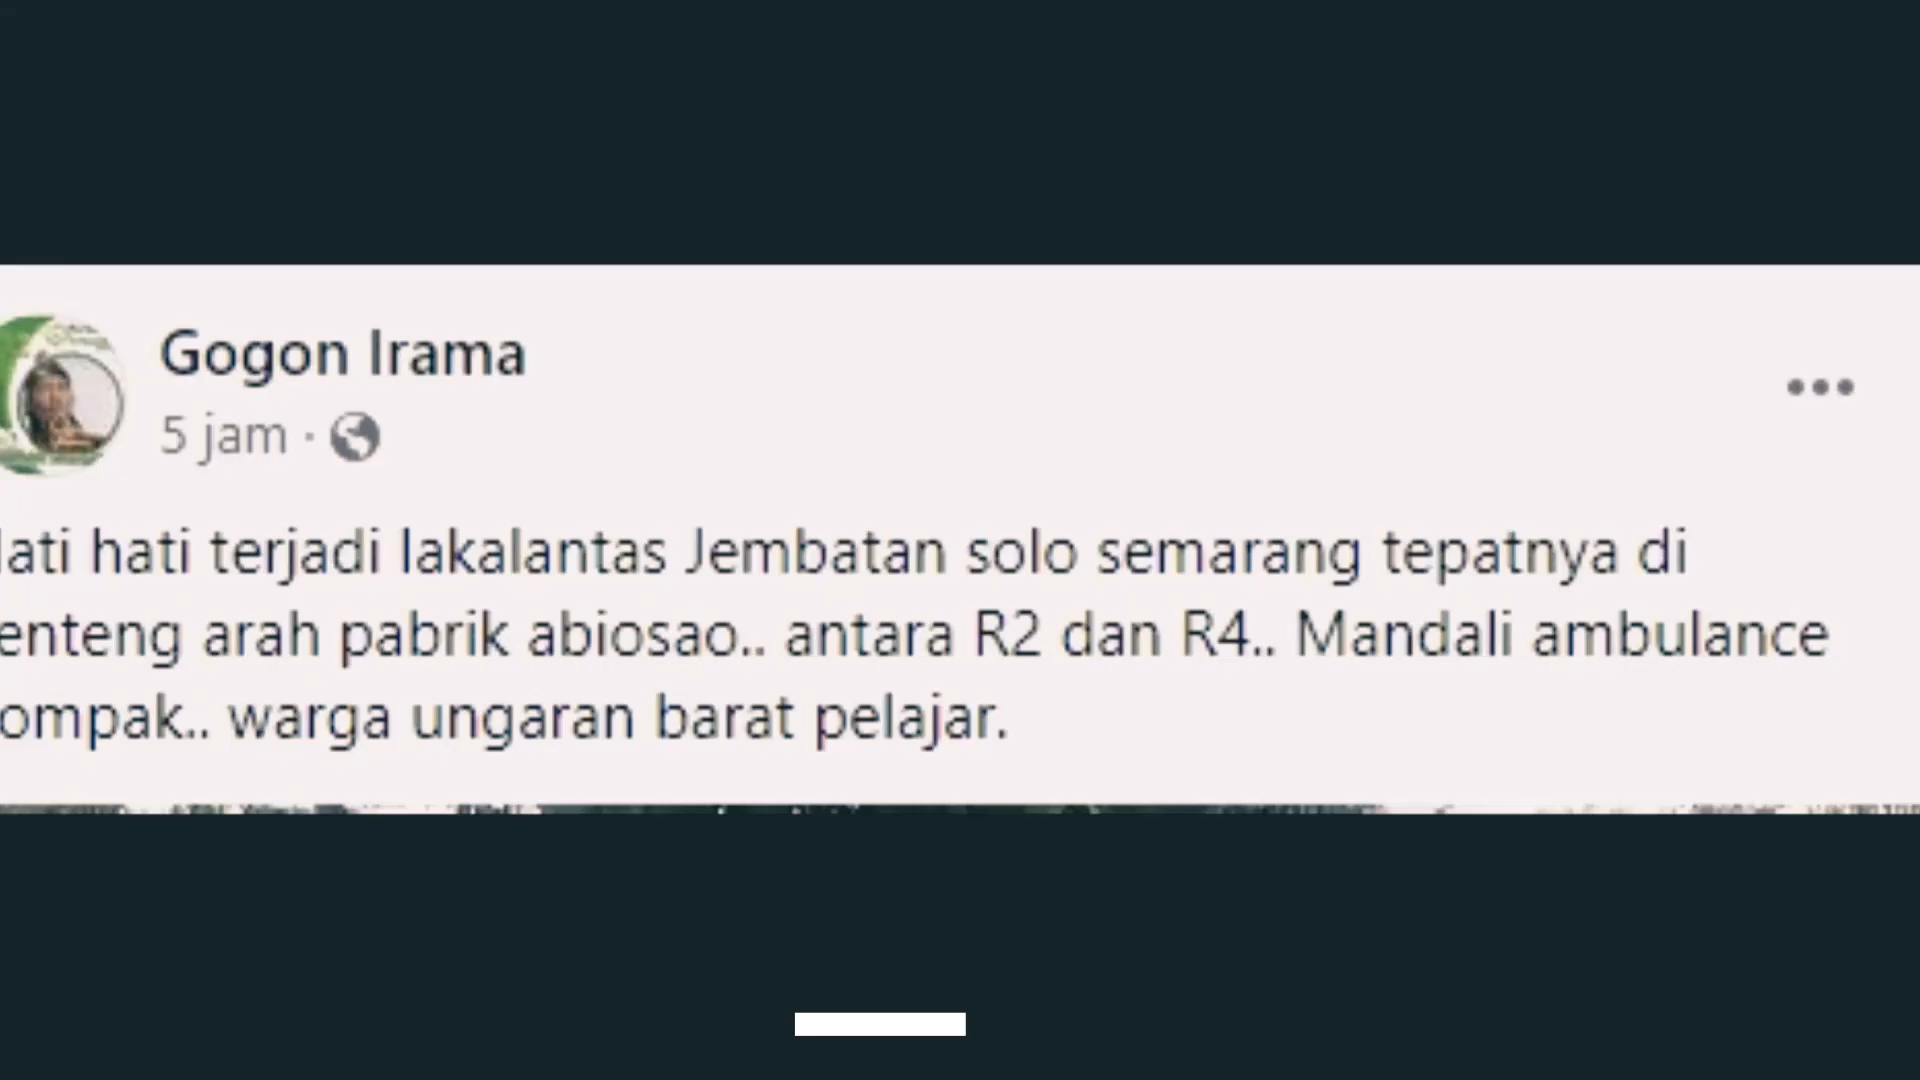 Gogon Irama
5 jam ·
ati hati terjadi lakalantas Jembatan solo semarang tepatnya di
enteng arah pabrik abiosao.. antara R2 dan R4.. Mandali ambulance
ompak.. warga ungaran barat pelajar.